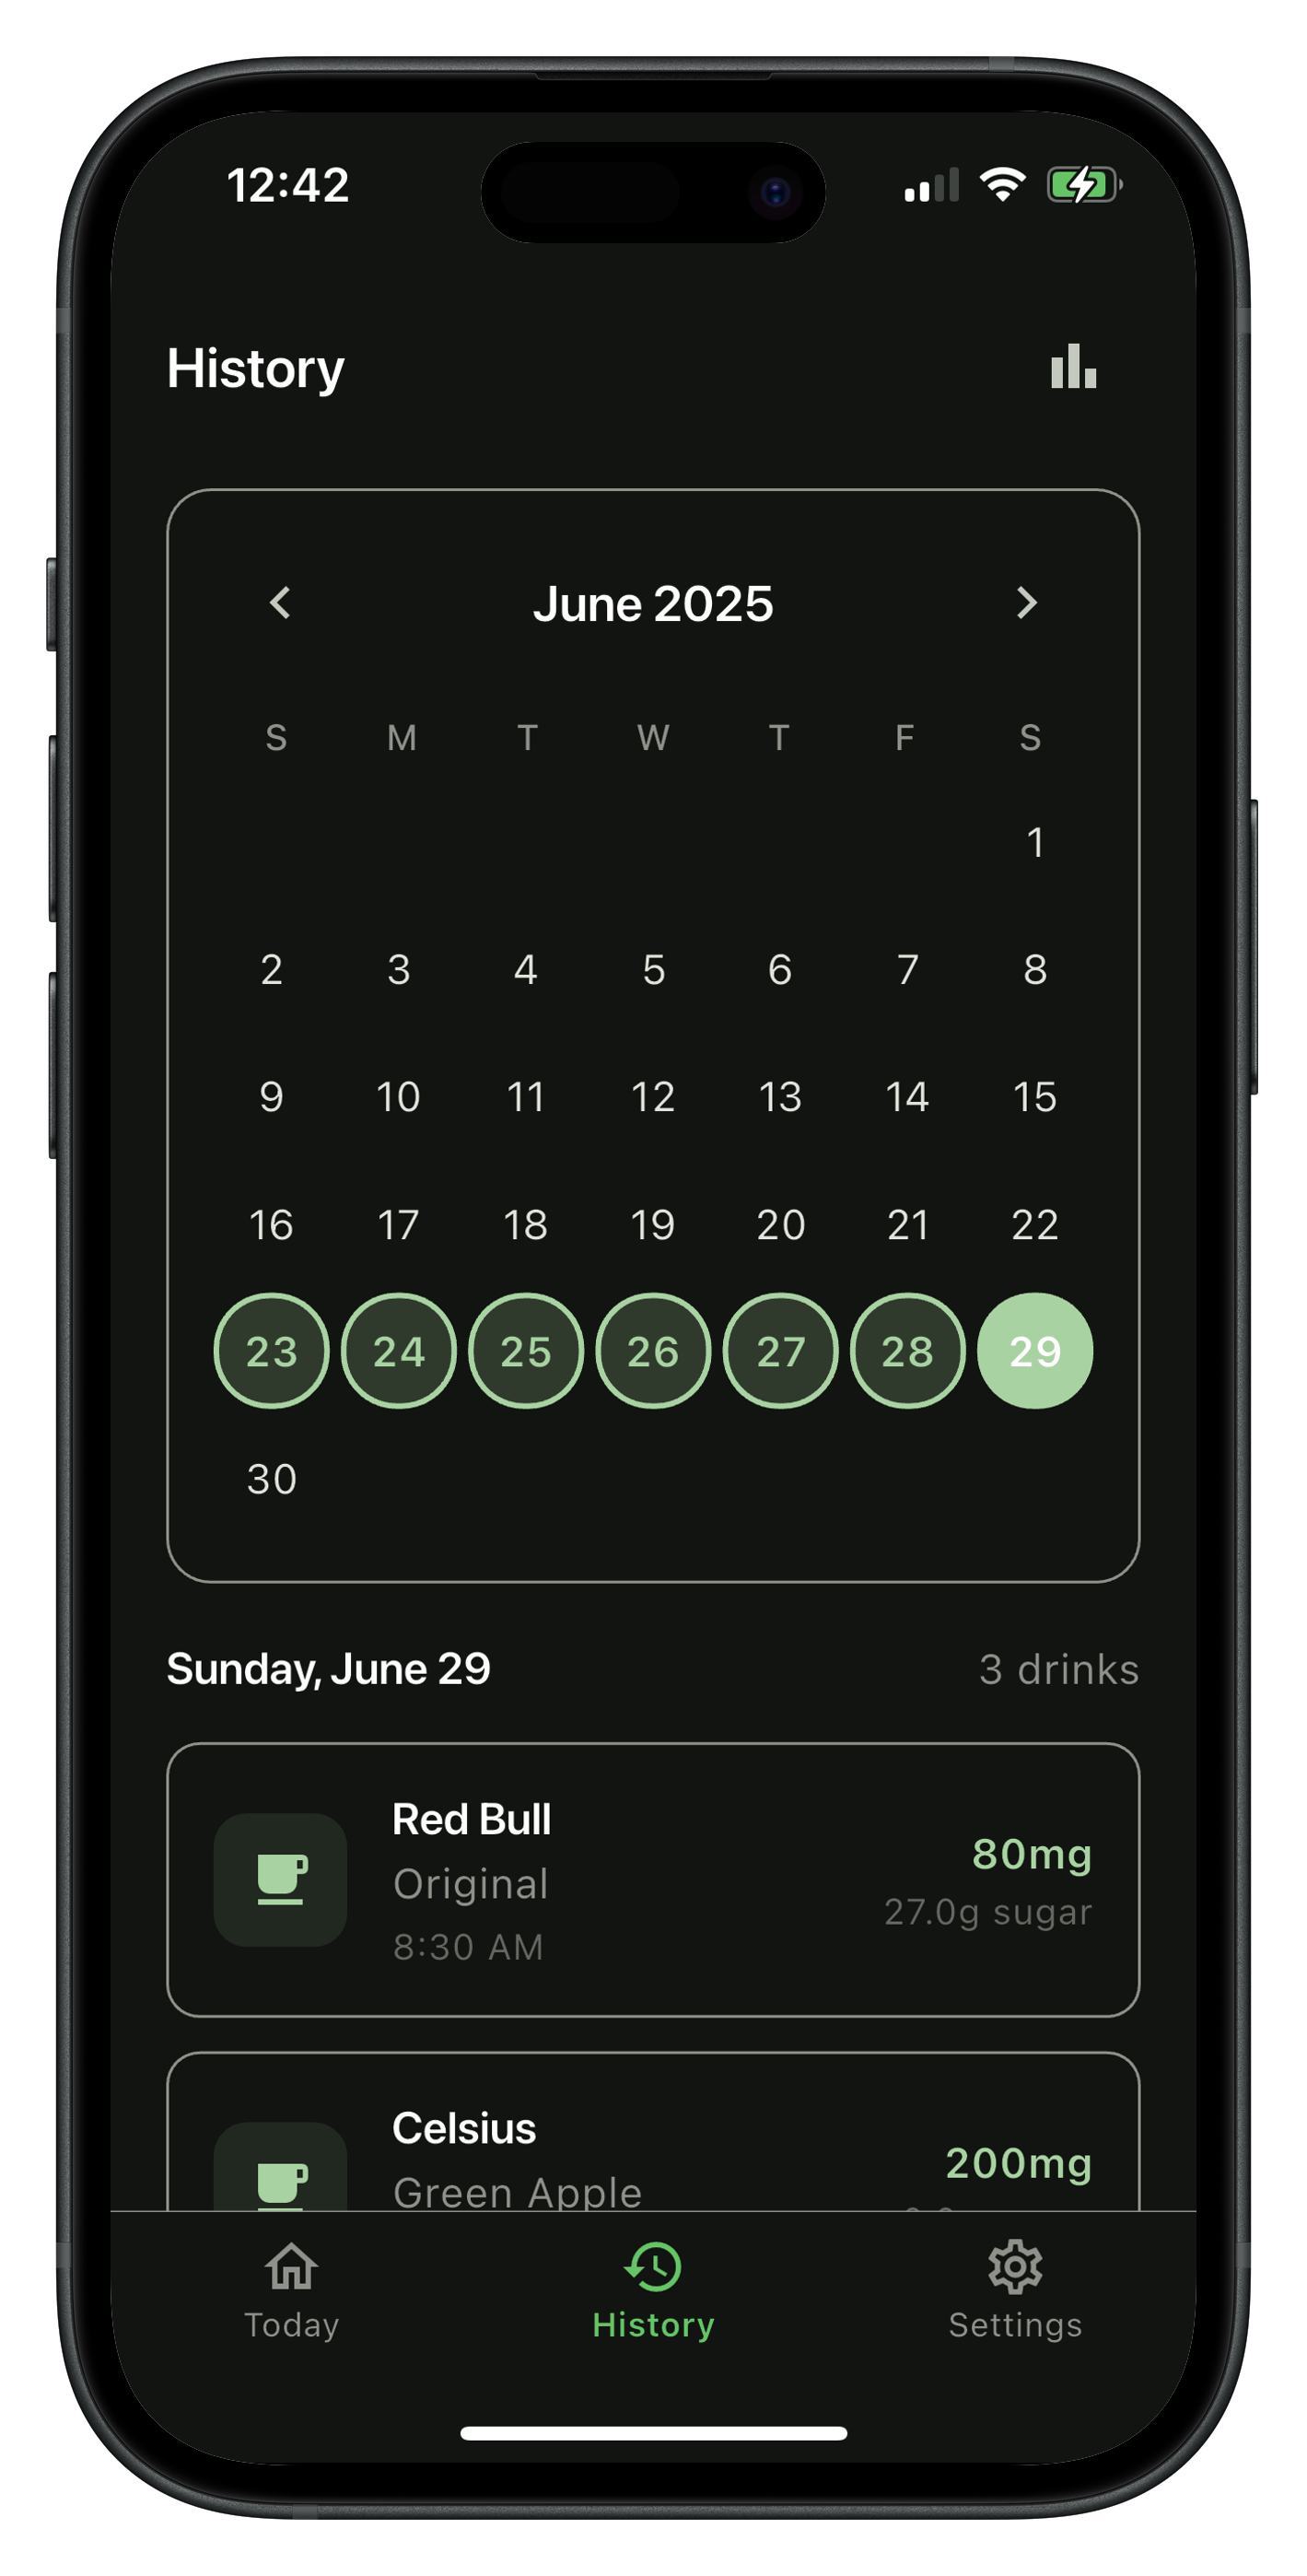 12:42
History
June 2025
S M T W T F S
1
2 3 4 5 6 7 8
9 10 11 12 13 14 15
16 17 18 19 20 21 22
23 24 25 26 27 28 29
30
Sunday, June 29 3 drinks
Red Bull
Original
8:30 AM
80mg
27.0g sugar
Celsius
Green Apple
200mg
Today History Settings